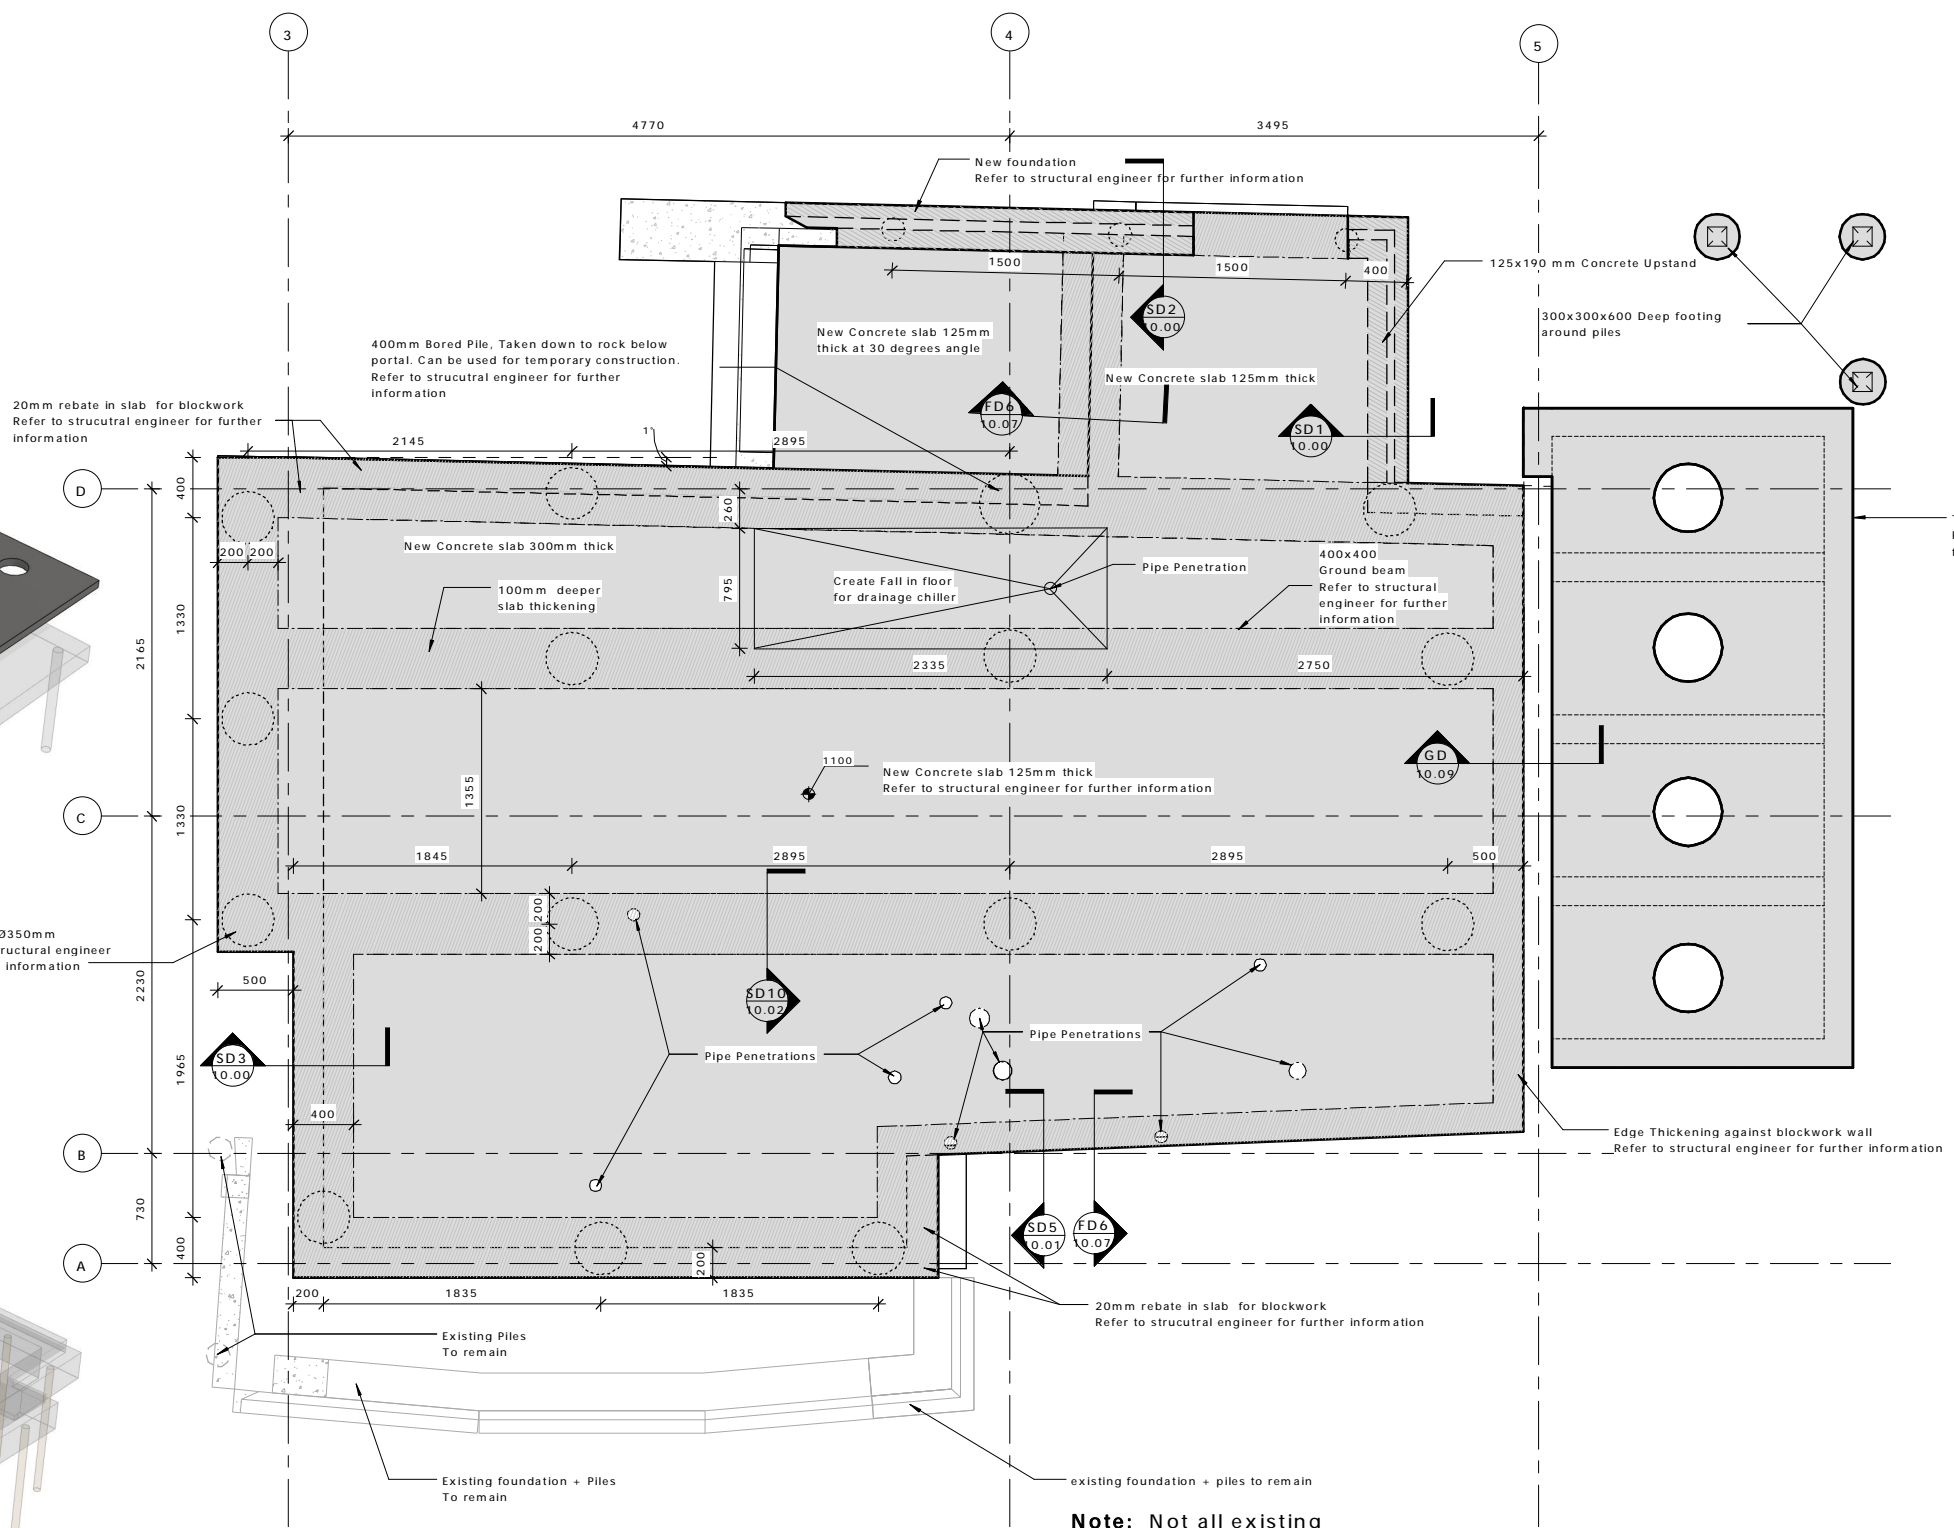 3
4
5
4770
3495
New foundation
Refer to structural engineer for further information
1500
1500
400
125x190 mm Concrete Upstand
SD2
10.00
300x300x600 Deep footing
around piles
New Concrete slab 125mm
thick at 30 degrees angle
400mm Bored Pile, Taken down to rock below
portal. Can be used for temporary construction.
Refer to strucutral engineer for further
information
New Concrete slab 125mm thick
FD6
10.07
SD1
10.00
20mm rebate in slab for blockwork
Refer to strucutral engineer for further
information
2145
1°
2895
D
400
260
New Concrete slab 300mm thick
200
200
400x400
Ground beam
Refer to structural
engineer for further
information
Pipe Penetration
Create Fall in floor
for drainage chiller
795
100mm deeper
slab thickening
1330
2165
2335
2750
GD
10.09
1100
New Concrete slab 125mm thick
Refer to structural engineer for further information
1355
C
1330
1845
2895
2895
500
200
200
Ø350mm
ructural engineer
information
500
2230
SD10
10.02
Pipe Penetrations
Pipe Penetrations
SD3
10.00
1965
400
Edge Thickening against blockwork wall
Refer to structural engineer for further information
B
730
SD5
10.01
FD6
10.07
400
A
200
200
1835
1835
20mm rebate in slab for blockwork
Refer to strucutral engineer for further information
Existing Piles
To remain
Existing foundation + Piles
To remain
existing foundation + piles to remain
Note: Not all existing